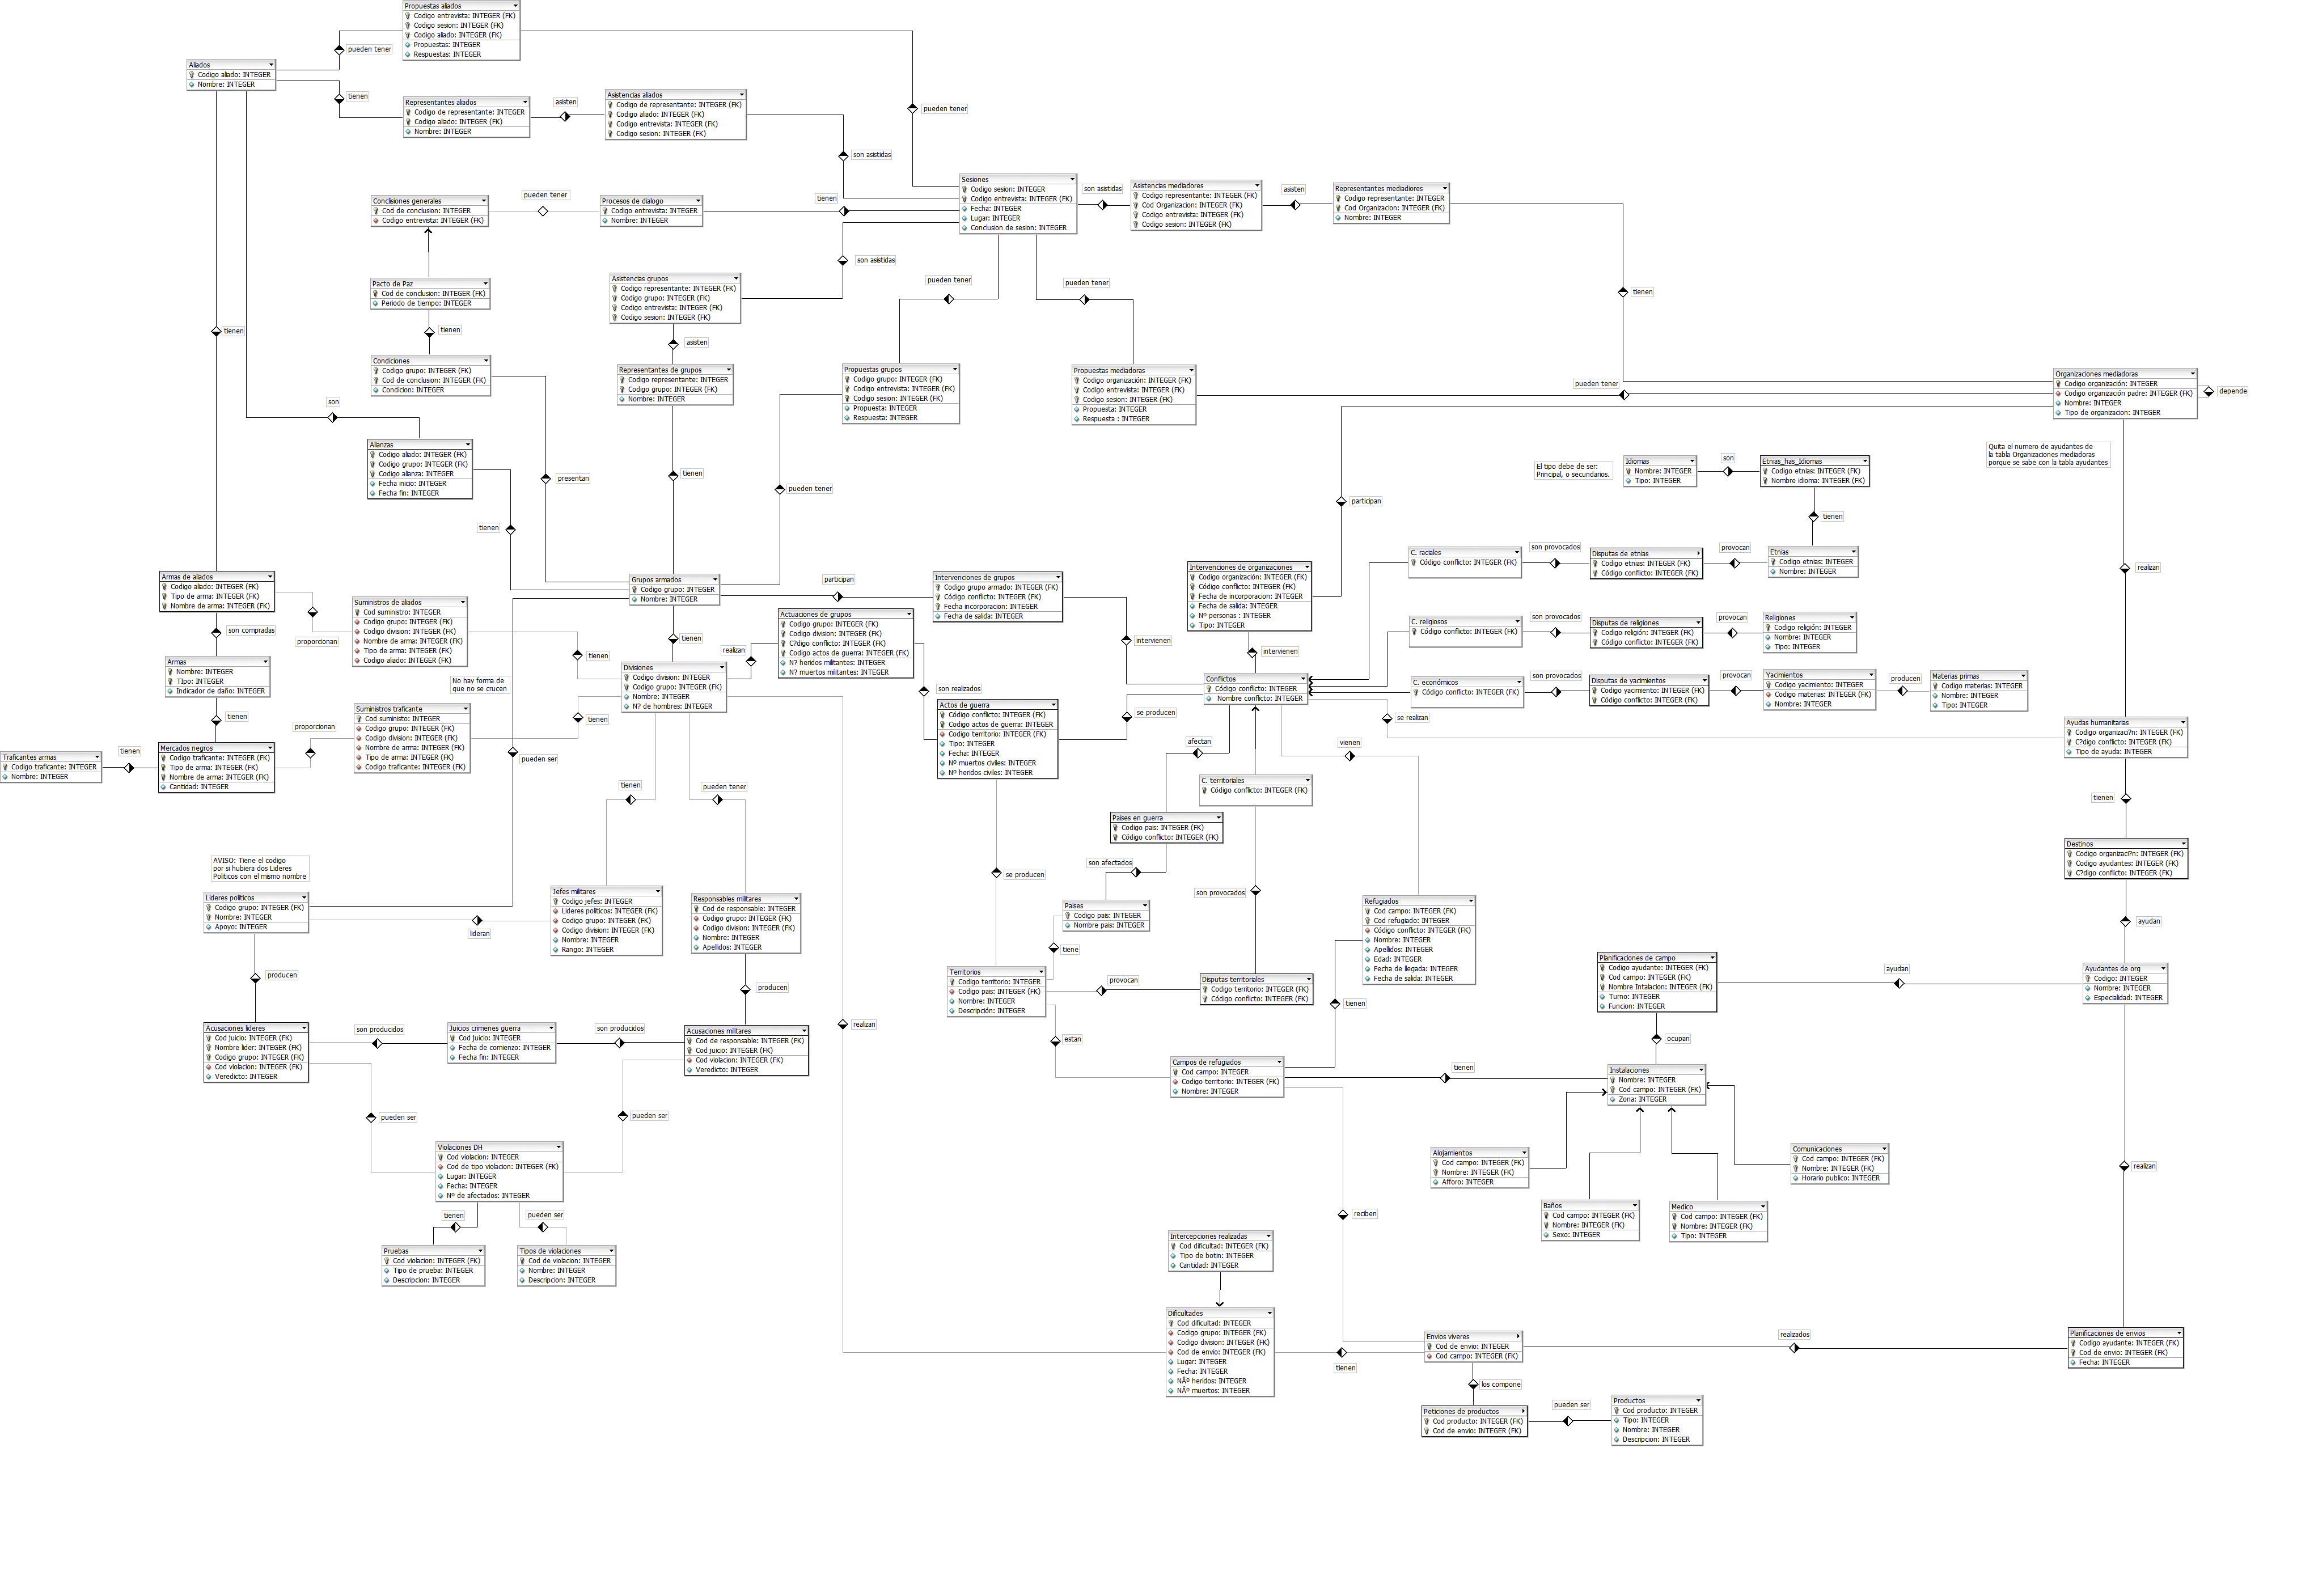 Propuestas aliados
Codigo entrevista: INTEGER (FK)
Codigo sesion: INTEGER (FK)
Codigo aliado: INTEGER (FK)
Propuestas: INTEGER
Respuestas: INTEGER
pueden tener
Aliados
Codigo aliado: INTEGER
Nombre: INTEGER
tienen
Representantes aliados
Codigo de representante: INTEGER
Codigo aliado: INTEGER (FK)
Nombre: INTEGER
asisten
Asistencias aliados
Codigo de representante: INTEGER (FK)
Codigo aliado: INTEGER (FK)
Codigo entrevista: INTEGER (FK)
Codigo sesion: INTEGER (FK)
pueden tener
son asistidas
Conclsiones generales
Cod de conclusion: INTEGER
Codigo entrevista: INTEGER (FK)
pueden tener
Procesos de dialogo
Codigo entrevista: INTEGER
Nombre: INTEGER
tienen
Sesiones
Codigo sesion: INTEGER
Codigo entrevista: INTEGER (FK)
Fecha: INTEGER
Lugar: INTEGER
Conclusion de sesion: INTEGER
son asistidas
Asistencias mediadores
Codigo representante: INTEGER (FK)
Cod Organizacion: INTEGER (FK)
Codigo entrevista: INTEGER (FK)
Codigo sesion: INTEGER (FK)
asisten
Representantes mediadores
Codigo representante: INTEGER
Cod Organizacion: INTEGER (FK)
Nombre: INTEGER
tienen
son asistidas
Pacto de Paz
Cod de conclusion: INTEGER (FK)
Periodo de tiempo: INTEGER
tienen
Asistencias grupos
Codigo representante: INTEGER (FK)
Codigo grupo: INTEGER (FK)
Codigo entrevista: INTEGER (FK)
Codigo sesion: INTEGER (FK)
asisten
pueden tener
pueden tener
tienen
Condiciones
Codigo grupo: INTEGER (FK)
Cod de conclusion: INTEGER (FK)
Condicion: INTEGER
Representantes de grupos
Codigo representante: INTEGER
Codigo grupo: INTEGER (FK)
Nombre: INTEGER
Propuestas grupos
Codigo grupo: INTEGER (FK)
Codigo entrevista: INTEGER (FK)
Codigo sesion: INTEGER (FK)
Propuesta: INTEGER
Respuesta: INTEGER
Propuestas mediadoras
Codigo organización: INTEGER (FK)
Codigo entrevista: INTEGER (FK)
Codigo sesion: INTEGER (FK)
Propuesta: INTEGER
Respuesta : INTEGER
pueden tener
Organizaciones mediadoras
Codigo organización: INTEGER
Codigo organización padre: INTEGER (FK)
Nombre: INTEGER
Tipo de organizacion: INTEGER
depende
son
Alianzas
Codigo aliado: INTEGER (FK)
Codigo grupo: INTEGER (FK)
Codigo alianza: INTEGER
Fecha inicio: INTEGER
Fecha fin: INTEGER
presentan
tienen
tienen
pueden tener
participan
El tipo debe de ser:
Principal, o secundarios.
Idiomas
Nombre: INTEGER
Tipo: INTEGER
son
Etnias_has_Idiomas
Codigo etnias: INTEGER (FK)
Nombre idioma: INTEGER (FK)
tienen
Quita el numero de ayudantes de
la tabla Organizaciones mediadoras
porque se sabe con la tabla ayudantes
realizan
Armas de aliados
Codigo aliado: INTEGER (FK)
Tipo de arma: INTEGER (FK)
Nombre de arma: INTEGER (FK)
son compradas
proporcionan
Suministros de aliados
Cod suministro: INTEGER
Codigo grupo: INTEGER (FK)
Codigo division: INTEGER (FK)
Nombre de arma: INTEGER (FK)
Tipo de arma: INTEGER (FK)
Codigo aliado: INTEGER (FK)
tienen
Grupos armados
Codigo grupo: INTEGER
Nombre: INTEGER
tienen
participan
Actuaciones de grupos
Codigo grupo: INTEGER (FK)
Codigo division: INTEGER (FK)
C?digo conflicto: INTEGER (FK)
Codigo actos de guerra: INTEGER (FK)
N? heridos militantes: INTEGER
N? muertos militantes: INTEGER
realizan
Intervenciones de grupos
Codigo grupo armado: INTEGER (FK)
Código conflicto: INTEGER (FK)
Fecha incorporacion: INTEGER
Fecha de salida: INTEGER
intervienen
Intervenciones de organizaciones
Codigo organización: INTEGER (FK)
Código conflicto: INTEGER (FK)
Fecha de incorporacion: INTEGER
Fecha de salida: INTEGER
Nº personas : INTEGER
Tipo: INTEGER
intervienen
C. raciales
Código conflicto: INTEGER (FK)
son provocados
Disputas de etnias
Codigo etnias: INTEGER (FK)
Código conflicto: INTEGER (FK)
provocan
Etnias
Codigo etnias: INTEGER
Nombre: INTEGER
C. religiosos
Código conflicto: INTEGER (FK)
son provocados
Disputas de religiones
Codigo religión: INTEGER (FK)
Código conflicto: INTEGER (FK)
provocan
Religiones
Codigo religión: INTEGER
Nombre: INTEGER
Tipo: INTEGER
Armas
Nombre: INTEGER
TIpo: INTEGER
Indicador de daño: INTEGER
tienen
No hay forma de
que no se crucen
Divisiones
Codigo division: INTEGER
Codigo grupo: INTEGER (FK)
Nombre: INTEGER
N? de hombres: INTEGER
son realizados
Conflictos
Código conflicto: INTEGER
Nombre conflicto: INTEGER
C. económicos
Código conflicto: INTEGER (FK)
son provocados
Disputas de yacimientos
Codigo yacimiento: INTEGER (FK)
Código conflicto: INTEGER (FK)
provocan
Yacimientos
Codigo yacimiento: INTEGER
Codigo materias: INTEGER (FK)
Nombre: INTEGER
producen
Materias primas
Codigo materias: INTEGER
Nombre: INTEGER
Tipo: INTEGER
Actos de guerra
Código conflicto: INTEGER (FK)
Codigo actos de guerra: INTEGER
Codigo territorio: INTEGER (FK)
Tipo: INTEGER
Fecha: INTEGER
Nº muertos civiles: INTEGER
Nº heridos civiles: INTEGER
se producen
se realizan
Suministros traficante
Cod suministo: INTEGER
Codigo grupo: INTEGER (FK)
Codigo division: INTEGER (FK)
Nombre de arma: INTEGER (FK)
Tipo de arma: INTEGER (FK)
Codigo traficante: INTEGER (FK)
proporcionan
tienen
Traficantes armas
Codigo traficante: INTEGER
Nombre: INTEGER
tienen
Mercados negros
Codigo traficante: INTEGER (FK)
Tipo de arma: INTEGER (FK)
Nombre de arma: INTEGER (FK)
Cantidad: INTEGER
pueden ser
afectan
vienen
Ayudas humanitarias
Codigo organizaci?n: INTEGER (FK)
C?digo conflicto: INTEGER (FK)
Tipo de ayuda: INTEGER
tienen
tienen
pueden tener
C. territoriales
Código conflicto: INTEGER (FK)
Paises en guerra
Codigo pais: INTEGER (FK)
Código conflicto: INTEGER (FK)
son afectados
Destinos
Codigo organizaci?n: INTEGER (FK)
Codigo ayudantes: INTEGER (FK)
C?digo conflicto: INTEGER (FK)
ayudan
AVISO: Tiene el codigo
por si hubiera dos Lideres
Politicos con el mismo nombre
Lideres politicos
Codigo grupo: INTEGER (FK)
Nombre: INTEGER
Apoyo: INTEGER
lideran
Jefes militares
Codigo jefes: INTEGER
Lideres politicos: INTEGER (FK)
Codigo grupo: INTEGER (FK)
Codigo division: INTEGER (FK)
Nombre: INTEGER
Rango: INTEGER
Responsables militares
Cod de responsable: INTEGER
Codigo grupo: INTEGER (FK)
Codigo division: INTEGER (FK)
Nombre: INTEGER
Apellidos: INTEGER
se producen
Paises
Codigo pais: INTEGER
Nombre pais: INTEGER
tiene
son provocados
Refugiados
Cod campo: INTEGER (FK)
Cod refugiado: INTEGER
Código conflicto: INTEGER (FK)
Nombre: INTEGER
Apellidos: INTEGER
Edad: INTEGER
Fecha de llegada: INTEGER
Fecha de salida: INTEGER
tienen
Territorios
Codigo territorio: INTEGER
Codigo pais: INTEGER (FK)
Nombre: INTEGER
Descripción: INTEGER
provocan
Disputas territoriales
Codigo territorio: INTEGER (FK)
Código conflicto: INTEGER (FK)
Planificaciones de campo
Codigo ayudante: INTEGER (FK)
Cod campo: INTEGER (FK)
Nombre Intalacion: INTEGER (FK)
Turno: INTEGER
Funcion: INTEGER
ayudan
Ayudantes de org
Codigo: INTEGER
Nombre: INTEGER
Especialidad: INTEGER
producen
producen
realizan
Acusaciones lideres
Cod juicio: INTEGER (FK)
Nombre lider: INTEGER (FK)
Codigo grupo: INTEGER (FK)
Cod violacion: INTEGER (FK)
Veredicto: INTEGER
son producidos
Juicios crimenes guerra
Cod juicio: INTEGER
Fecha de comienzo: INTEGER
Fecha fin: INTEGER
son producidos
Acusaciones militares
Cod de responsable: INTEGER (FK)
Cod juicio: INTEGER (FK)
Cod violacion: INTEGER (FK)
Veredicto: INTEGER
estan
Campos de refugiados
Cod campo: INTEGER
Codigo territorio: INTEGER (FK)
Nombre: INTEGER
tienen
ocupan
Instalaciones
Nombre: INTEGER
Cod campo: INTEGER (FK)
Zona: INTEGER
pueden ser
pueden ser
Violaciones DH
Cod violacion: INTEGER
Cod de tipo violacion: INTEGER (FK)
Lugar: INTEGER
Fecha: INTEGER
Nº de afectados: INTEGER
Alojamientos
Cod campo: INTEGER (FK)
Nombre: INTEGER (FK)
Afforo: INTEGER
Comunicaciones
Cod campo: INTEGER (FK)
Nombre: INTEGER (FK)
Horario publico: INTEGER
realizan
Baños
Cod campo: INTEGER (FK)
Nombre: INTEGER (FK)
Sexo: INTEGER
Medico
Cod campo: INTEGER (FK)
Nombre: INTEGER (FK)
Tipo: INTEGER
tienen
pueden ser
reciben
Pruebas
Cod violacion: INTEGER (FK)
Tipo de prueba: INTEGER
Descripcion: INTEGER
Tipos de violaciones
Cod de violacion: INTEGER
Nombre: INTEGER
Descripcion: INTEGER
Intercepciones realizadas
Cod dificultad: INTEGER (FK)
Tipo de botin: INTEGER
Cantidad: INTEGER
Dificultades
Cod dificultad: INTEGER
Codigo grupo: INTEGER (FK)
Codigo division: INTEGER (FK)
Cod de envio: INTEGER (FK)
Lugar: INTEGER
Fecha: INTEGER
NÃº heridos: INTEGER
NÃº muertos: INTEGER
tienen
Envios viveres
Cod de envio: INTEGER
Cod campo: INTEGER (FK)
realizados
Planificaciones de envios
Codigo ayudante: INTEGER (FK)
Cod de envio: INTEGER (FK)
Fecha: INTEGER
los compone
Peticiones de productos
Cod producto: INTEGER (FK)
Cod de envio: INTEGER (FK)
pueden ser
Productos
Cod producto: INTEGER
Tipo: INTEGER
Nombre: INTEGER
Descripcion: INTEGER